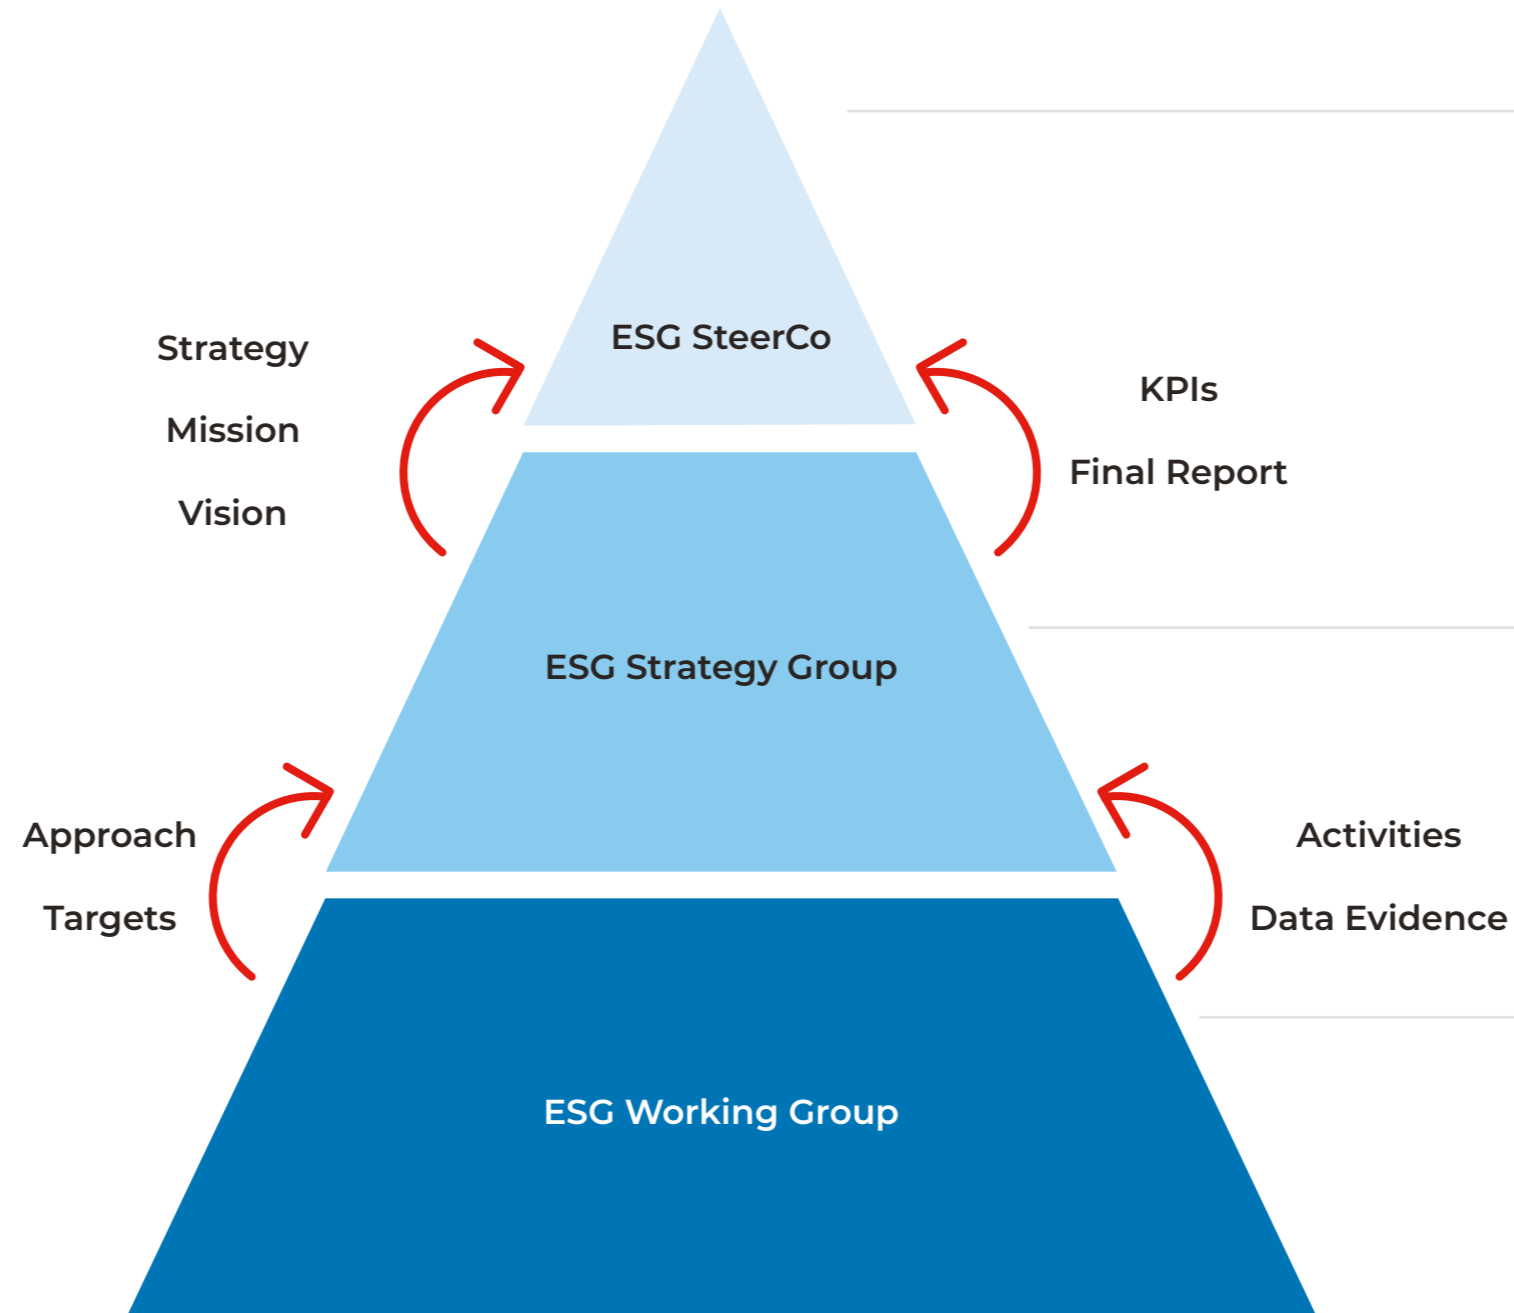 ESG SteerCo
Strategy
Mission
Vision
KPIs
Final Report
ESG Strategy Group
Approach
Targets
Activities
Data Evidence
ESG Working Group